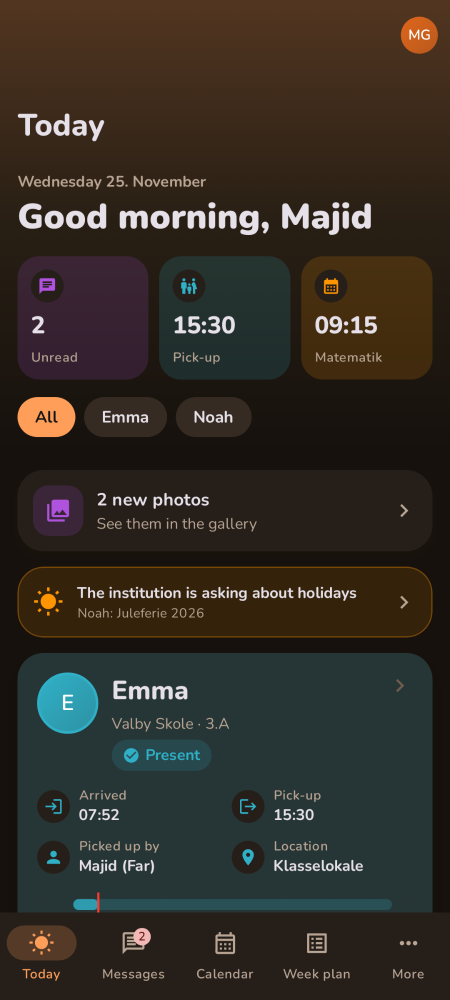 MG
Today
Wednesday 25. November
Good morning, Majid
2
Unread
15:30
Pick-up
09:15
Matematik
All
Emma
Noah
2 new photos
See them in the gallery
The institution is asking about holidays
Noah: Juleferie 2026
E
Emma
Valby Skole · 3.A
Present
Arrived
07:52
Pick-up
15:30
Picked up by
Majid (Far)
Location
Klasselokale
2
Today
Messages
Calendar
Week plan
More